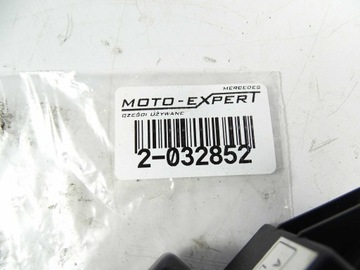 MERCEDES
MOTO-EXPERT
CZĘŚCI UŻYWANE
2-032852